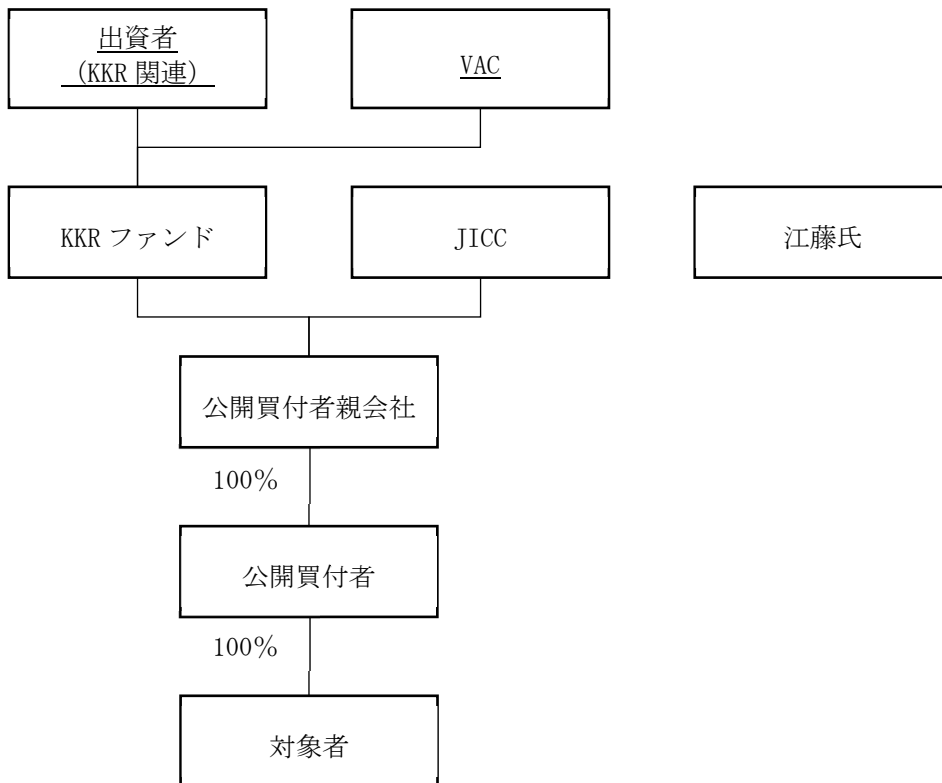 出資者
（KKR 関連）
VAC
KKR ファンド
JICC
江藤氏
公開買付者親会社
100％
公開買付者
100％
対象者